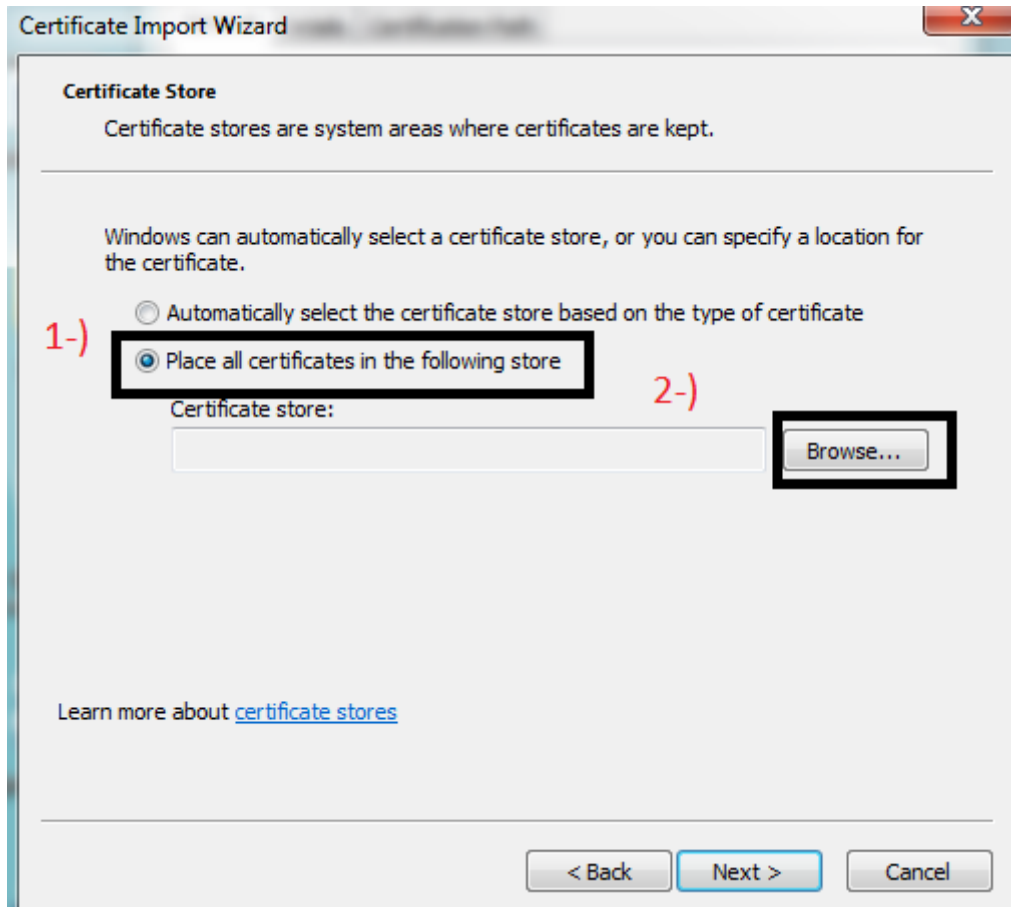 Certificate Import Wizard
Certificate Store
Certificate stores are system areas where certificates are kept.
Windows can automatically select a certificate store, or you can specify a location for
the certificate.
Automatically select the certificate store based on the type of certificate
1-)
Place all certificates in the following store
2-)
Certificate store:
Browse...
Learn more about certificate stores
< Back Next > Cancel